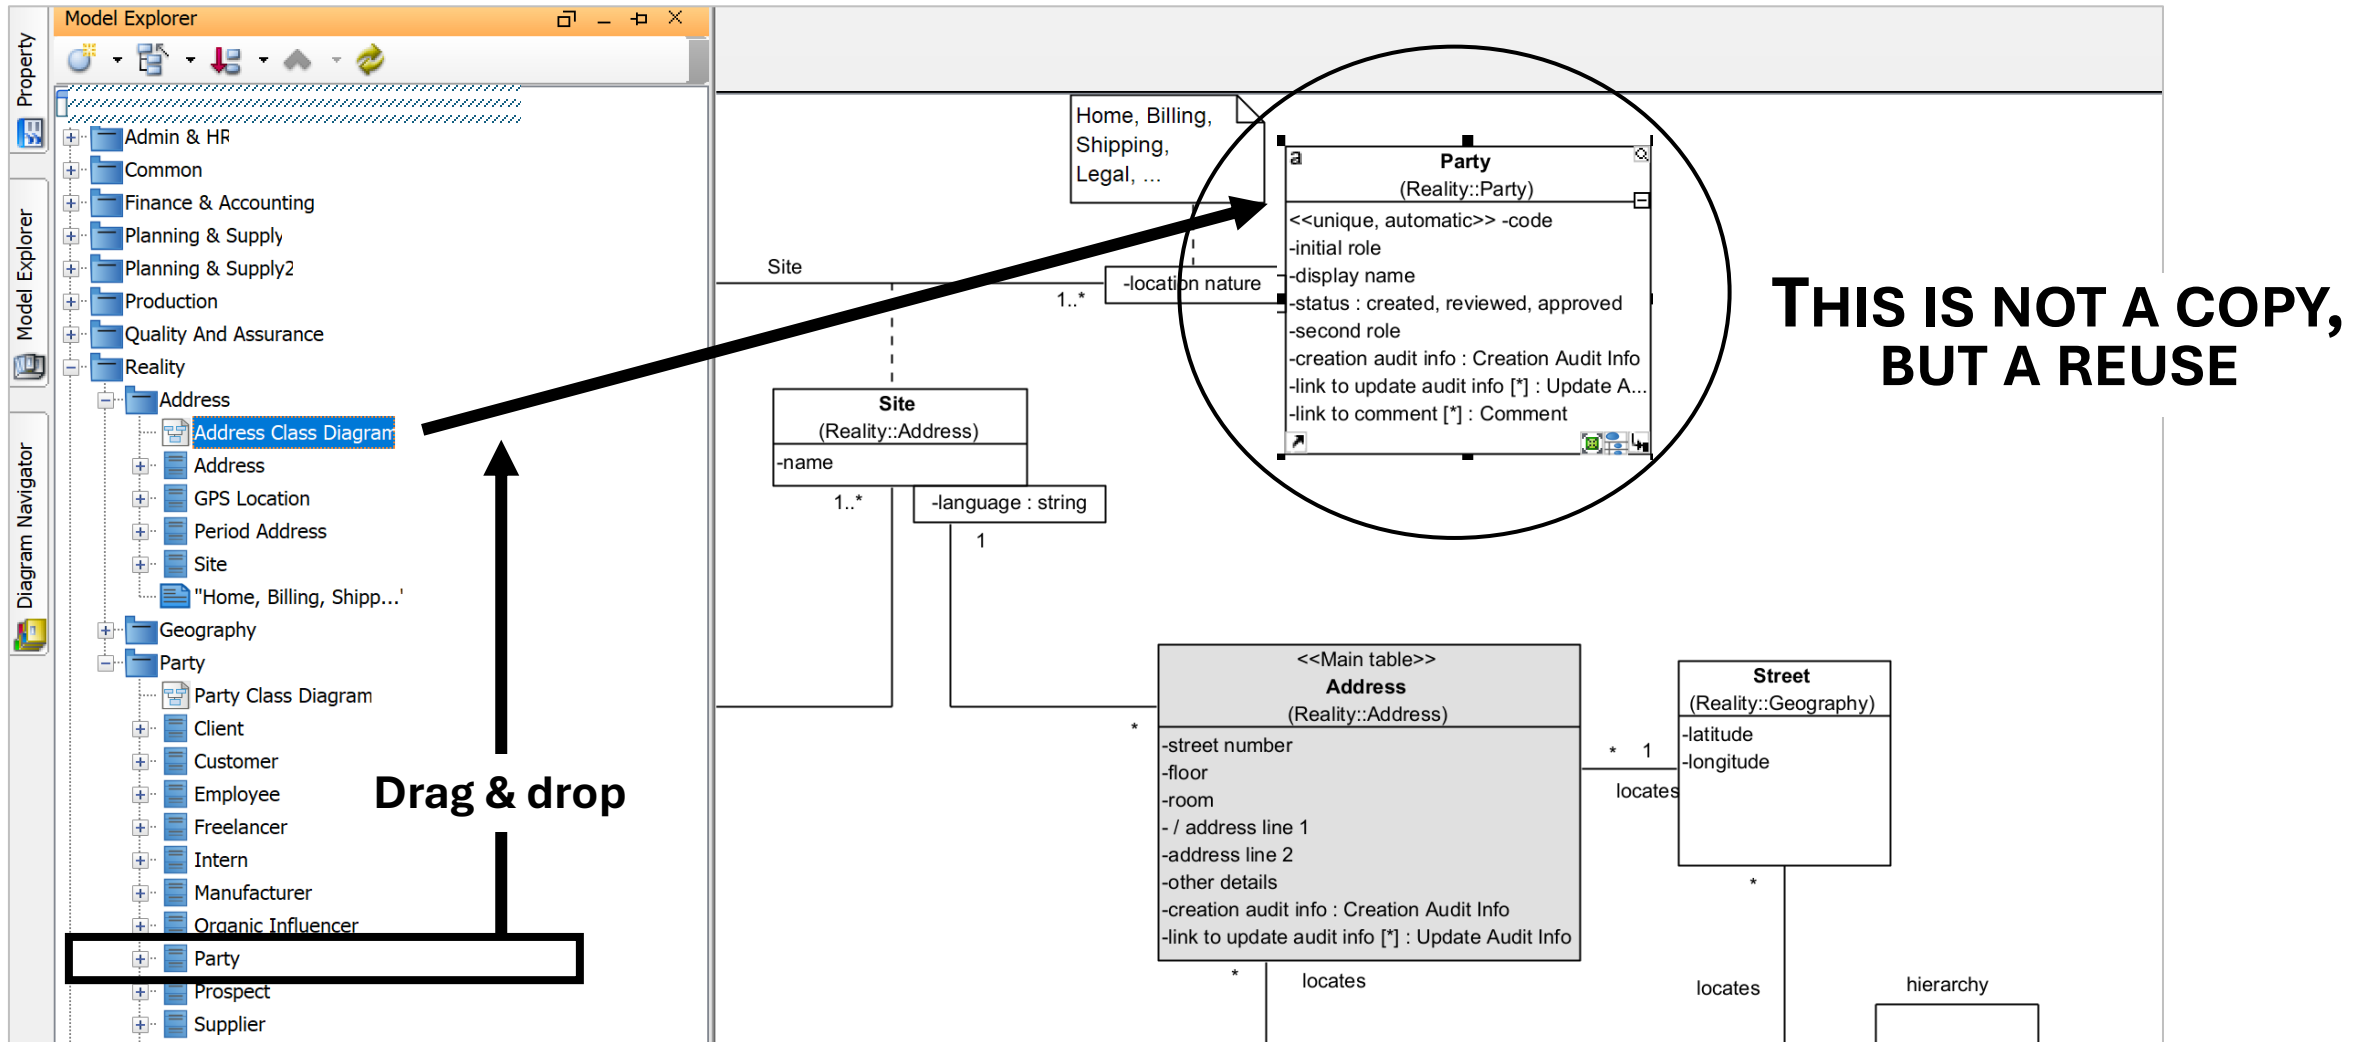 Model Explorer
Property
Model Explorer
Diagram Navigator
Admin & HR
Common
Finance & Accounting
Planning & Supply
Planning & Supply2
Production
Quality And Assurance
Reality
Address
Address Class Diagram
Address
GPS Location
Period Address
Site
"Home, Billing, Shipp...'
Geography
Party
Party Class Diagram
Client
Customer
Employee
Freelancer
Intern
Manufacturer
Organic Influencer
Party
Prospect
Supplier
Drag & drop
Home, Billing,
Shipping,
Legal, ...
Site
1..*
-location nature
a
Party
(Reality::Party)
<<unique, automatic>> -code
-initial role
-display name
-status : created, reviewed, approved
-second role
-creation audit info : Creation Audit Info
-link to update audit info [*] : Update A...
-link to comment [*] : Comment
THIS IS NOT A COPY,
BUT A REUSE
Site
(Reality::Address)
-name
1..*
-language : string
1
*
<<Main table>>
Address
(Reality::Address)
-street number
-floor
-room
- / address line 1
-address line 2
-other details
-creation audit info : Creation Audit Info
-link to update audit info [*] : Update Audit Info
* 1
locates
Street
(Reality::Geography)
-latitude
-longitude
*
*
locates
locates
hierarchy